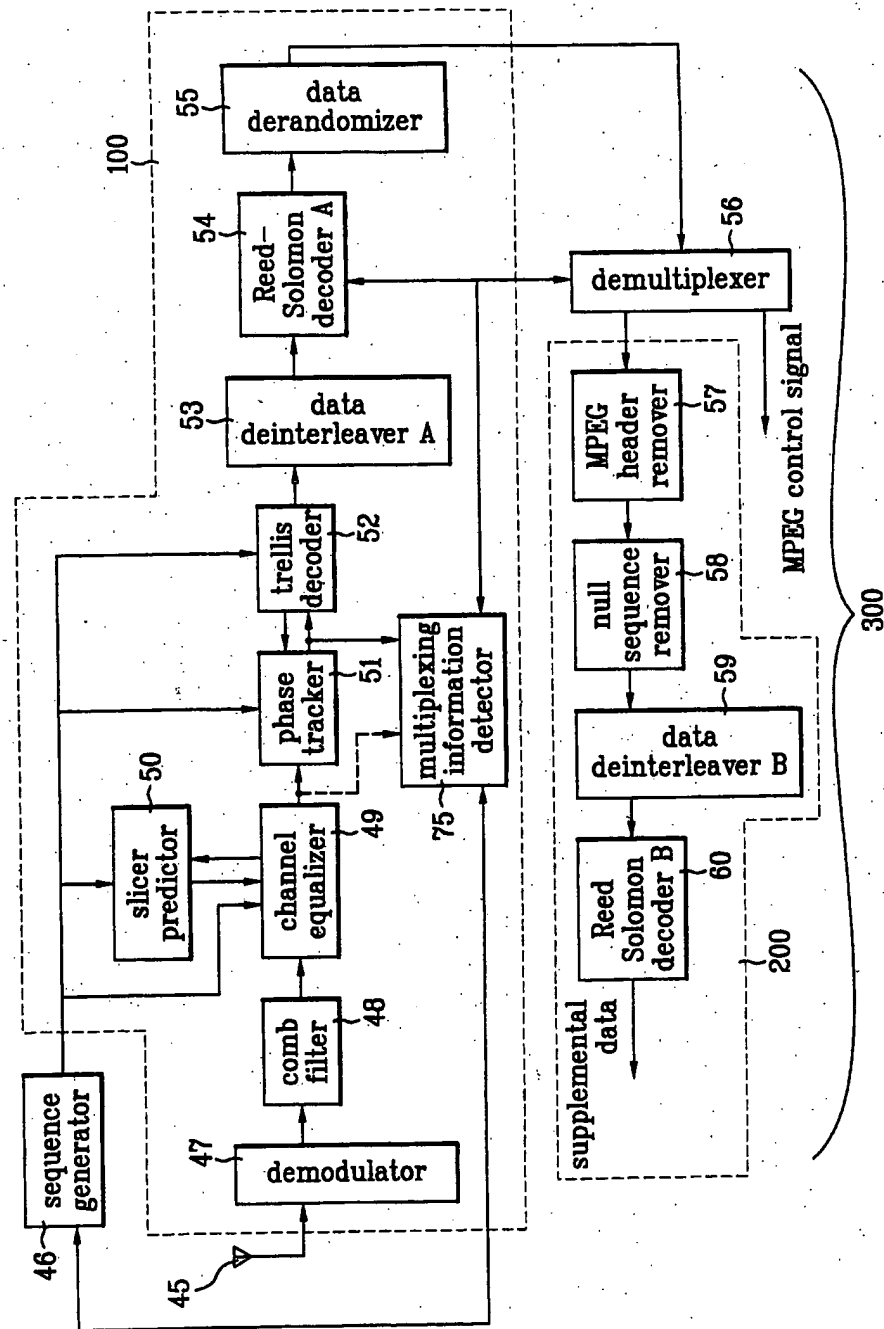 46
sequence
generator
45
47
demodulator
comb
filter
48
slicer
predictor
50
channel
equalizer
49
phase
tracker
51
trellis
decoder
52
75
multiplexing
information
detector
53
data
deinterleaver A
54
Reed-
Solomon
decoder A
55
data
derandomizer
100
demultiplexer
56
MPEG control signal
MPEG
header
remover
57
null
sequence
remover
58
data
deinterleaver B
59
Reed
Solomon
decoder B
60
supplemental
data
200
300